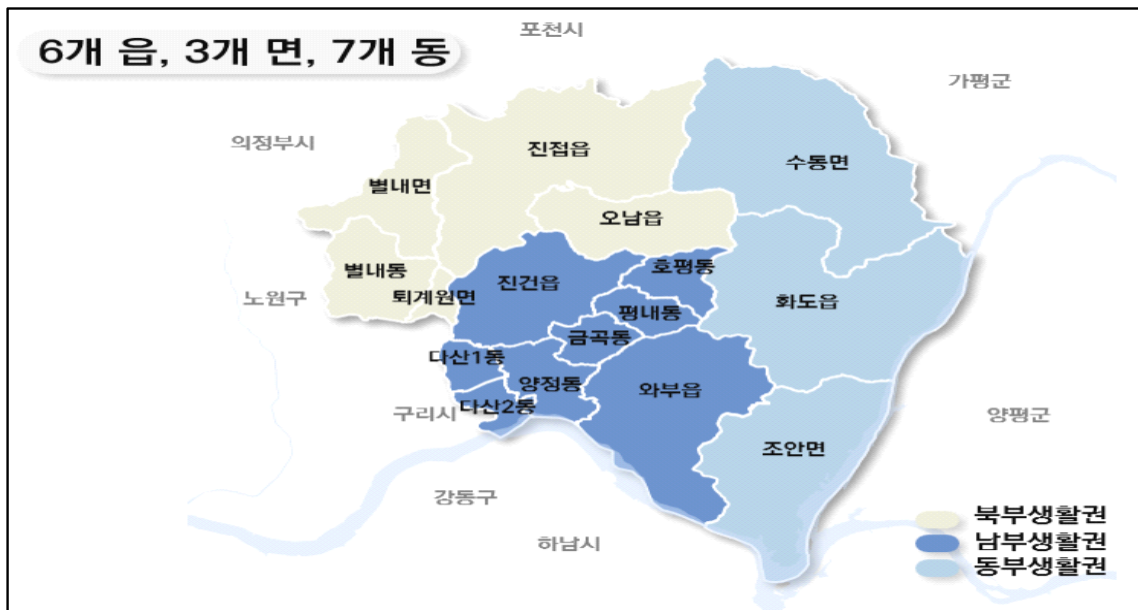 포천시
6개 읍, 3개 면, 7개 동
가평군
의정부시
진접읍
수동면
별내면
오남읍
별내동
호평동
진건읍
노원구
퇴계원면
화도읍
평내동
금곡동
다산1동
양정동
와부읍
다산2동
구리시
양평군
조안면
강동구
하남시
북부생활권
남부생활권
동부생활권